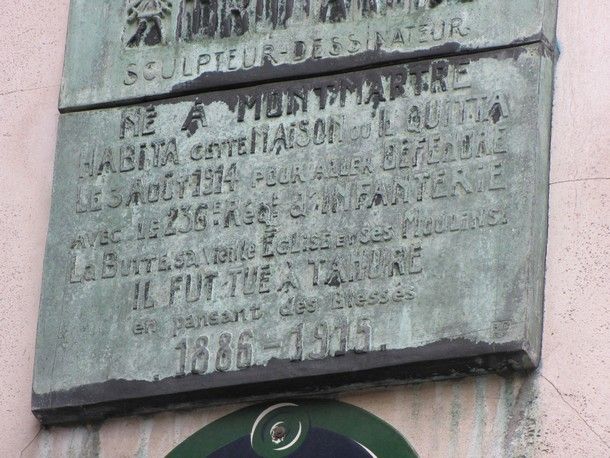 SCULPTEUR-DESSINATEUR
NÉ A MONTMARTRE
HABITA CETTE MAISON OU IL QUITTA
LE 3 AOUT 1914 POUR ALLER DÉFENDRE
AVEC LE 236e Régt d'INFANTERIE
LA BUTTE, sa VIEILLE ÉGLISE et SES MOULINS.
IL FUT TUÉ A TAHURE
en pansant des blessés
1886-1915.